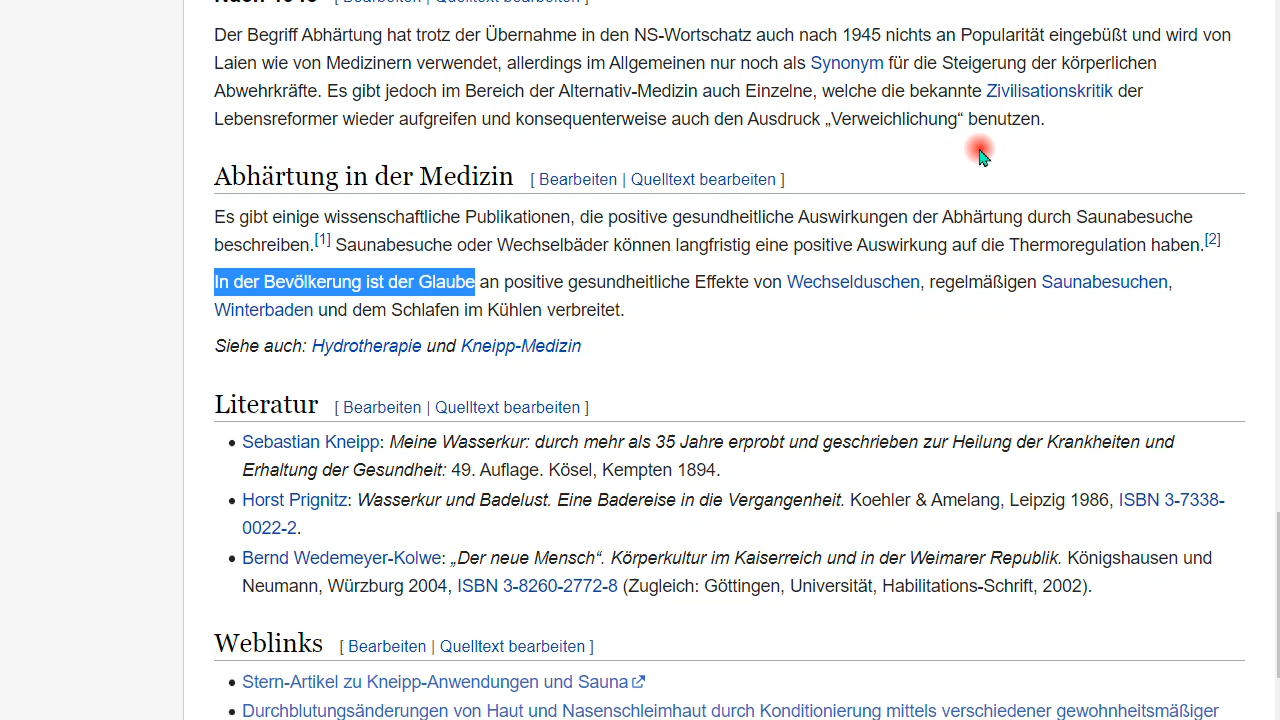 Nach 1945 [ Bearbeiten | Quelltext bearbeiten ]
Der Begriff Abhärtung hat trotz der Übernahme in den NS-Wortschatz auch nach 1945 nichts an Popularität eingebüßt und wird von
Laien wie von Medizinern verwendet, allerdings im Allgemeinen nur noch als Synonym für die Steigerung der körperlichen
Abwehrkräfte. Es gibt jedoch im Bereich der Alternativ-Medizin auch Einzelne, welche die bekannte Zivilisationskritik der
Lebensreformer wieder aufgreifen und konsequenterweise auch den Ausdruck „Verweichlichung“ benutzen.
Abhärtung in der Medizin [ Bearbeiten | Quelltext bearbeiten ]
Es gibt einige wissenschaftliche Publikationen, die positive gesundheitliche Auswirkungen der Abhärtung durch Saunabesuche
beschreiben.[1] Saunabesuche oder Wechselbäder können langfristig eine positive Auswirkung auf die Thermoregulation haben.[2]
In der Bevölkerung ist der Glaube an positive gesundheitliche Effekte von Wechselduschen, regelmäßigen Saunabesuchen,
Winterbaden und dem Schlafen im Kühlen verbreitet.
Siehe auch: Hydrotherapie und Kneipp-Medizin
Literatur [ Bearbeiten | Quelltext bearbeiten ]
• Sebastian Kneipp: Meine Wasserkur: durch mehr als 35 Jahre erprobt und geschrieben zur Heilung der Krankheiten und
Erhaltung der Gesundheit: 49. Auflage. Kösel, Kempten 1894.
• Horst Prignitz: Wasserkur und Badelust. Eine Badereise in die Vergangenheit. Koehler & Amelang, Leipzig 1986, ISBN 3-7338-
0022-2.
• Bernd Wedemeyer-Kolwe: „Der neue Mensch“. Körperkultur im Kaiserreich und in der Weimarer Republik. Königshausen und
Neumann, Würzburg 2004, ISBN 3-8260-2772-8 (Zugleich: Göttingen, Universität, Habilitations-Schrift, 2002).
Weblinks [ Bearbeiten | Quelltext bearbeiten ]
• Stern-Artikel zu Kneipp-Anwendungen und Sauna
• Durchblutungsänderungen von Haut und Nasenschleimhaut durch Konditionierung mittels verschiedener gewohnheitsmäßiger